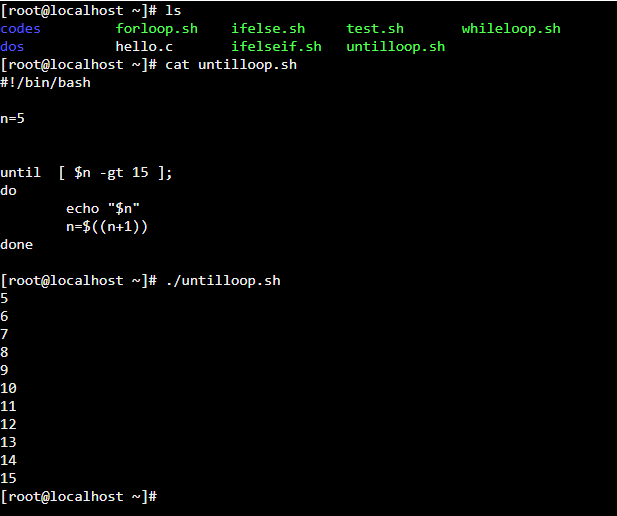 [root@localhost ~]# ls
codes         forloop.sh    ifelse.sh     test.sh       whileloop.sh
dos           hello.c       ifelseif.sh   untilloop.sh
[root@localhost ~]# cat untilloop.sh
#!/bin/bash
n=5
until  [ $n -gt 15 ];
do
        echo "$n"
        n=$((n+1))
done
[root@localhost ~]# ./untilloop.sh
5
6
7
8
9
10
11
12
13
14
15
[root@localhost ~]#